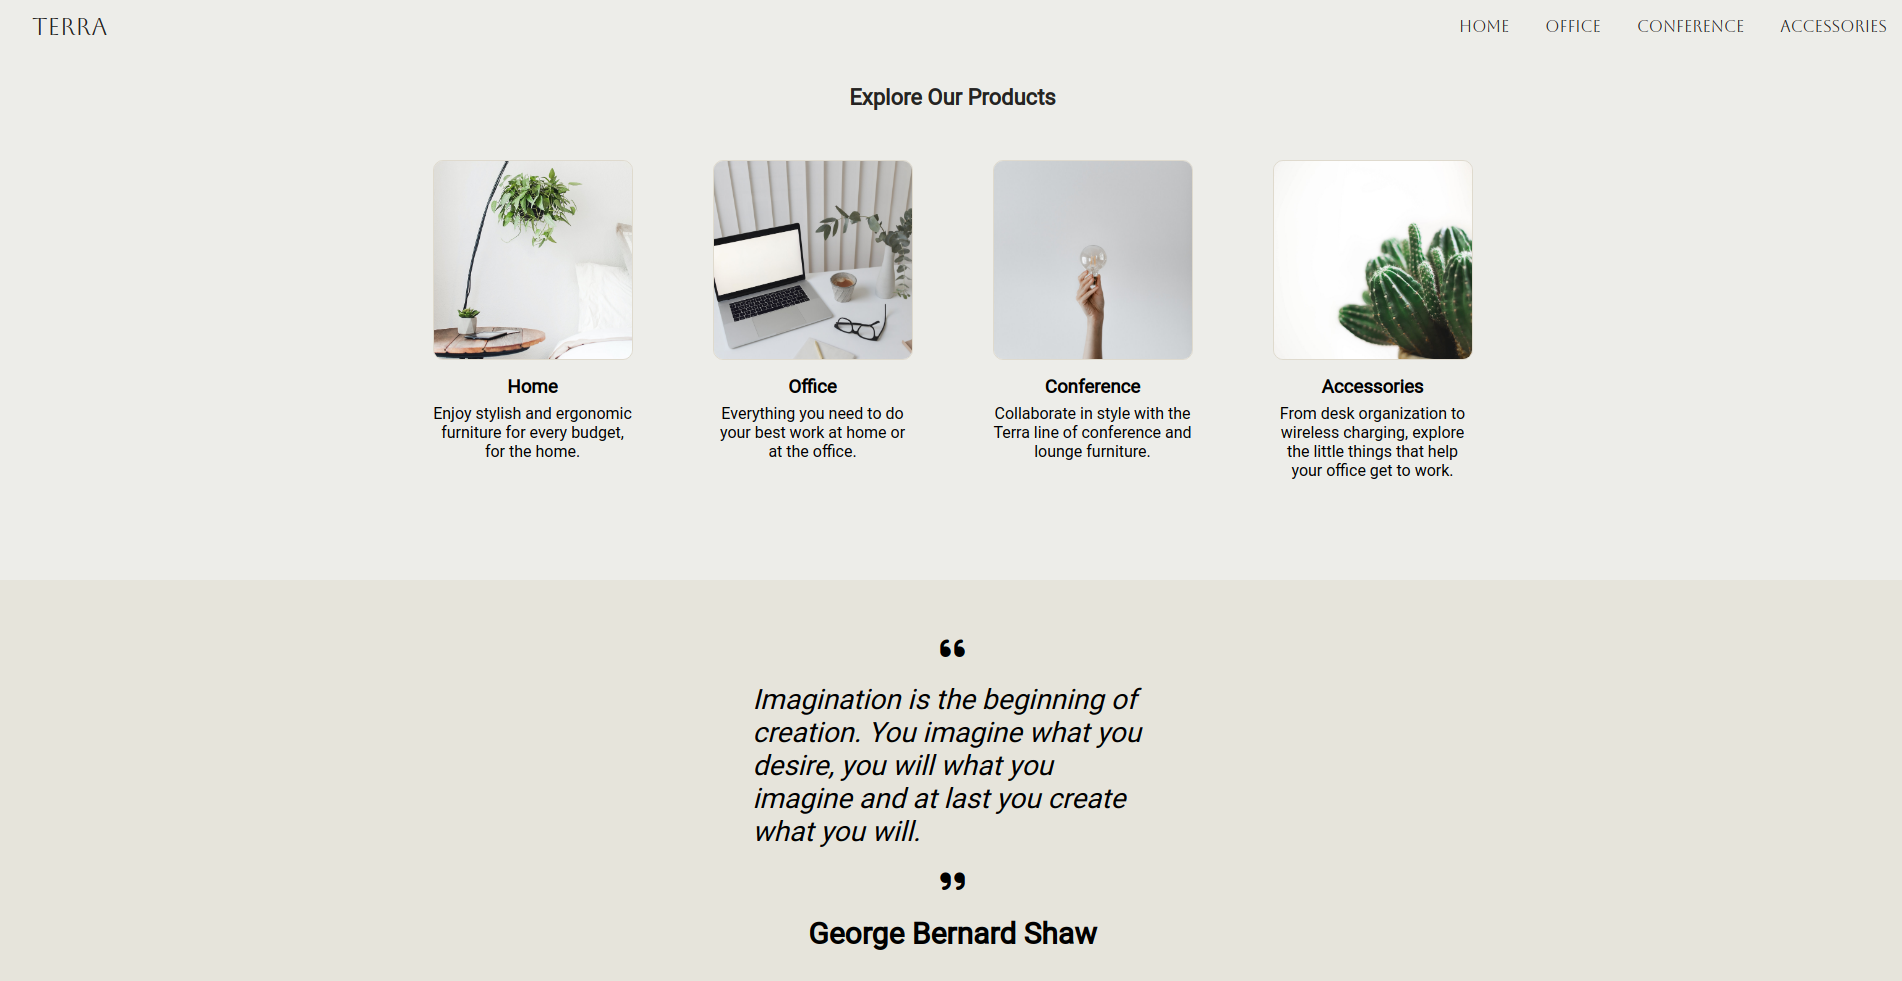 TERRA
HOME OFFICE CONFERENCE ACCESSORIES
Explore Our Products
Home
Enjoy stylish and ergonomic
furniture for every budget,
for the home.
Office
Everything you need to do
your best work at home or
at the office.
Conference
Collaborate in style with the
Terra line of conference and
lounge furniture.
Accessories
From desk organization to
wireless charging, explore
the little things that help
your office get to work.
“
Imagination is the beginning of
creation. You imagine what you
desire, you will what you
imagine and at last you create
what you will.
”
George Bernard Shaw